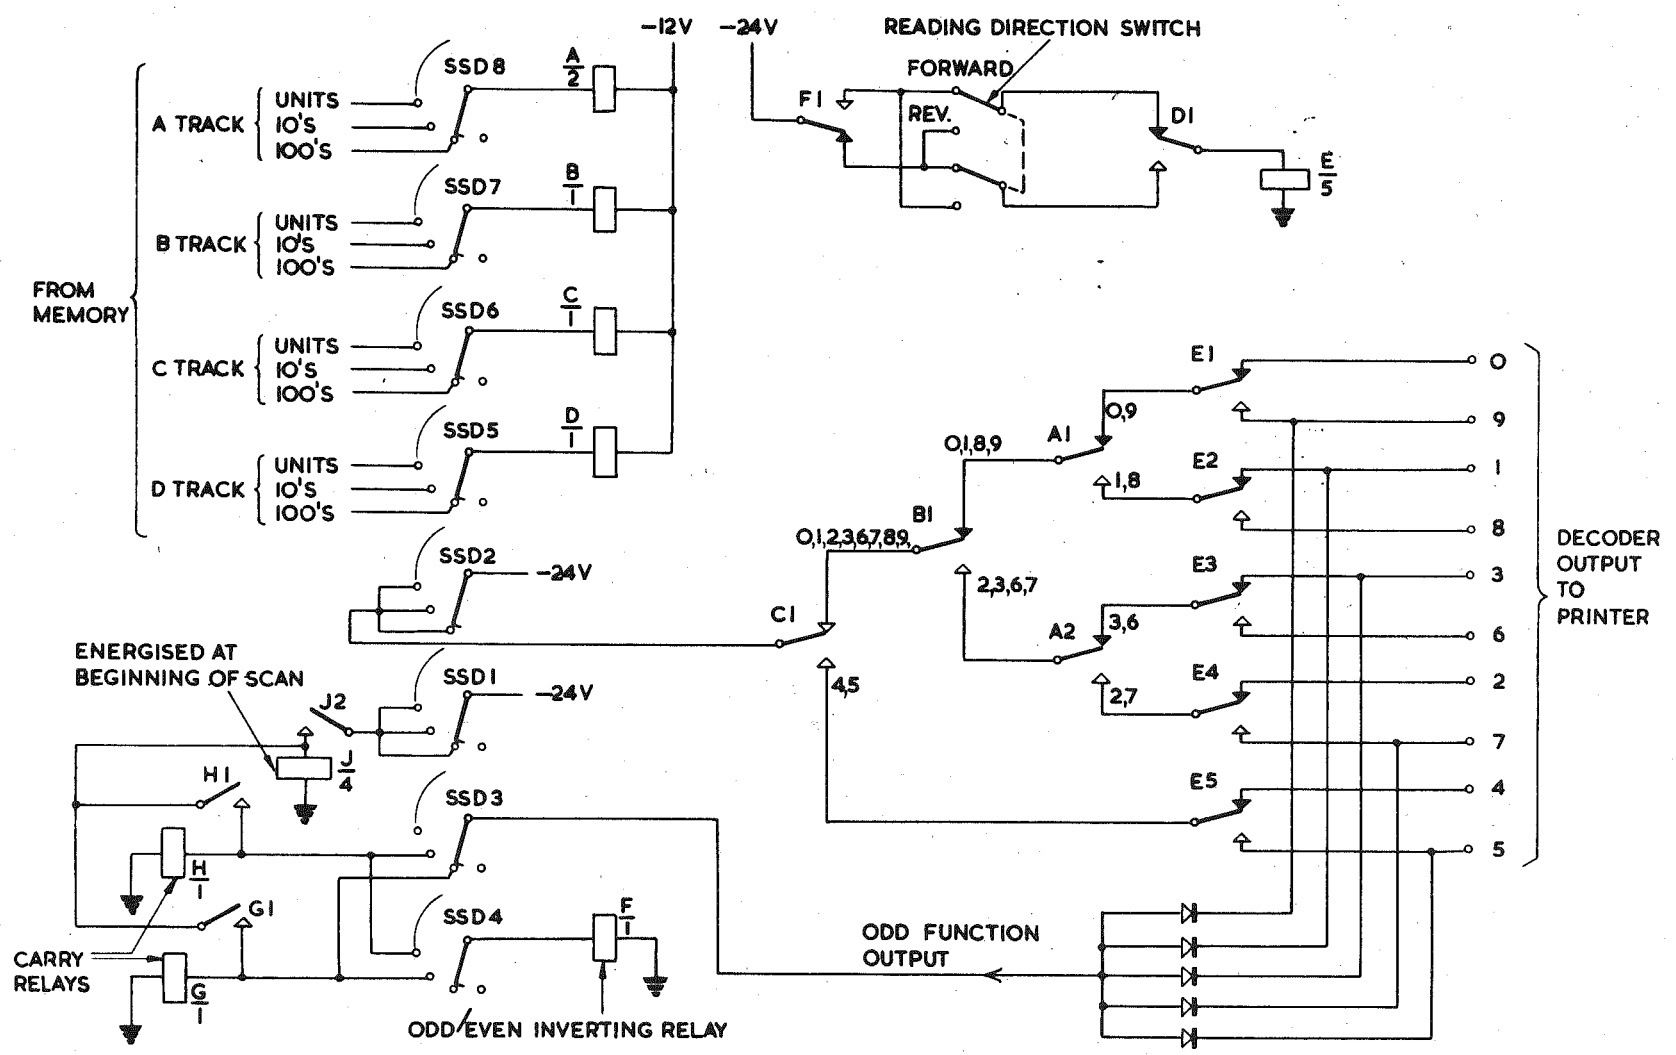 -12V -24V
READING DIRECTION SWITCH
FORWARD
REV.
F1
D1
E
5
FROM
MEMORY
A TRACK
UNITS
10'S
100'S
SSD8
A
2
B TRACK
UNITS
10'S
100'S
SSD7
B
1
C TRACK
UNITS
10'S
100'S
SSD6
C
1
D TRACK
UNITS
10'S
100'S
SSD5
D
1
SSD2
-24V
SSD1
-24V
ENERGISED AT
BEGINNING OF SCAN
J2
J
4
H1
H
1
G1
G
1
CARRY
RELAYS
SSD3
SSD4
F
1
ODD/EVEN INVERTING RELAY
C1
0,1,2,3,6,7,8,9,
4,5
B1
0,1,8,9
2,3,6,7
A1
0,9
1,8
A2
3,6
2,7
E1
E2
E3
E4
E5
0
9
1
8
3
6
2
7
4
5
DECODER
OUTPUT
TO
PRINTER
ODD FUNCTION
OUTPUT